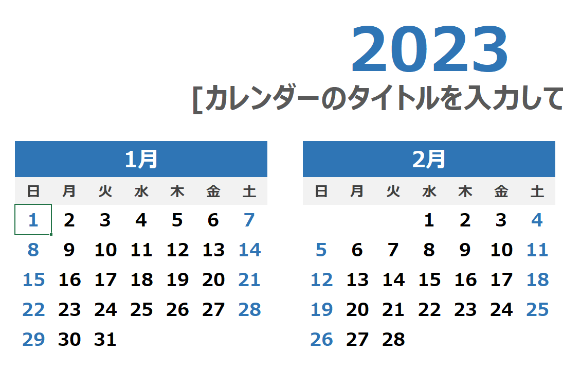 2023
[カレンダーのタイトルを入力して
1月
日 月 火 水 木 金 土
1 2 3 4 5 6 7
8 9 10 11 12 13 14
15 16 17 18 19 20 21
22 23 24 25 26 27 28
29 30 31
2月
日 月 火 水 木 金 土
1 2 3 4
5 6 7 8 9 10 11
12 13 14 15 16 17 18
19 20 21 22 23 24 25
26 27 28